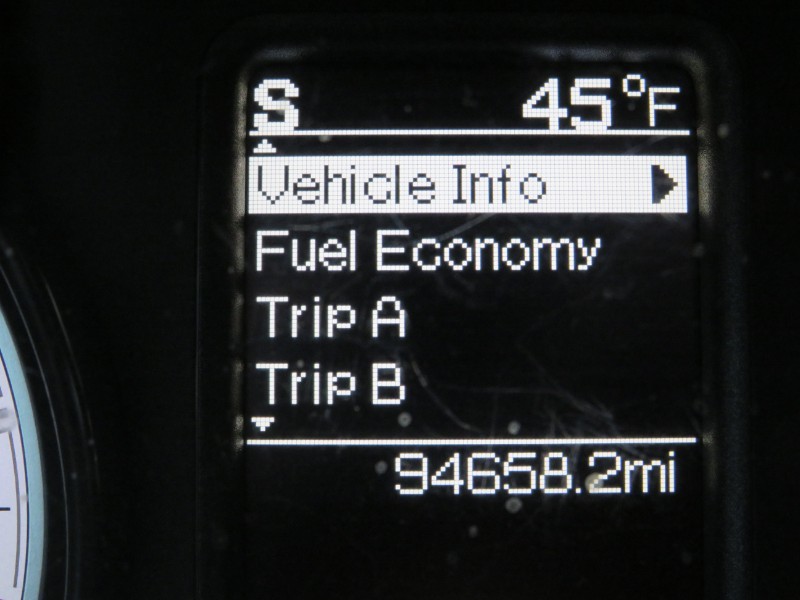 S 45°F
Vehicle Info
Fuel Economy
Trip A
Trip B
94658.2mi